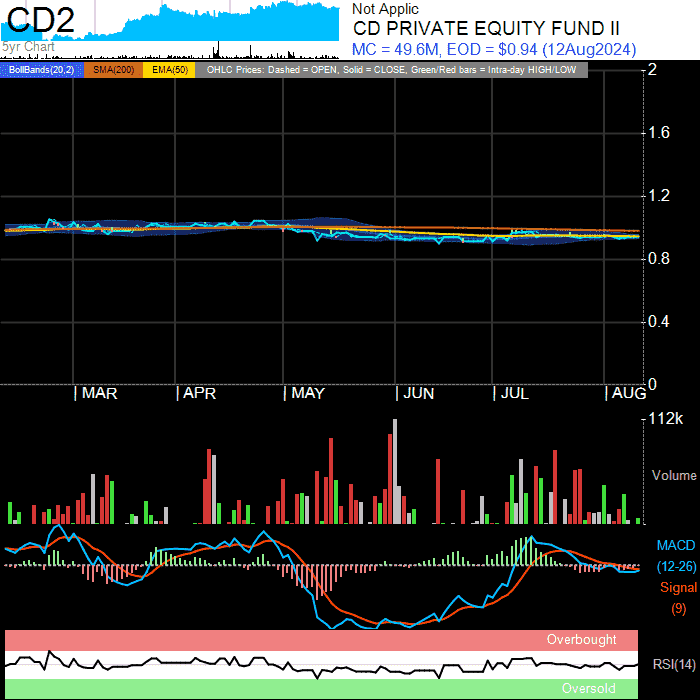 CD2
Not Applic
CD PRIVATE EQUITY FUND II
5yr Chart
MC = 49.6M, EOD = $0.94 (12Aug2024)
BollBands(20,2) SMA(200) EMA(50) OHLC Prices: Dashed = OPEN, Solid = CLOSE, Green/Red bars = Intra-day HIGH/LOW
2
1.6
1.2
0.8
0.4
0
| MAR | APR | MAY | JUN | JUL | AUG
112k
Volume
MACD
(12-26)
Signal
(9)
Overbought
RSI(14)
Oversold